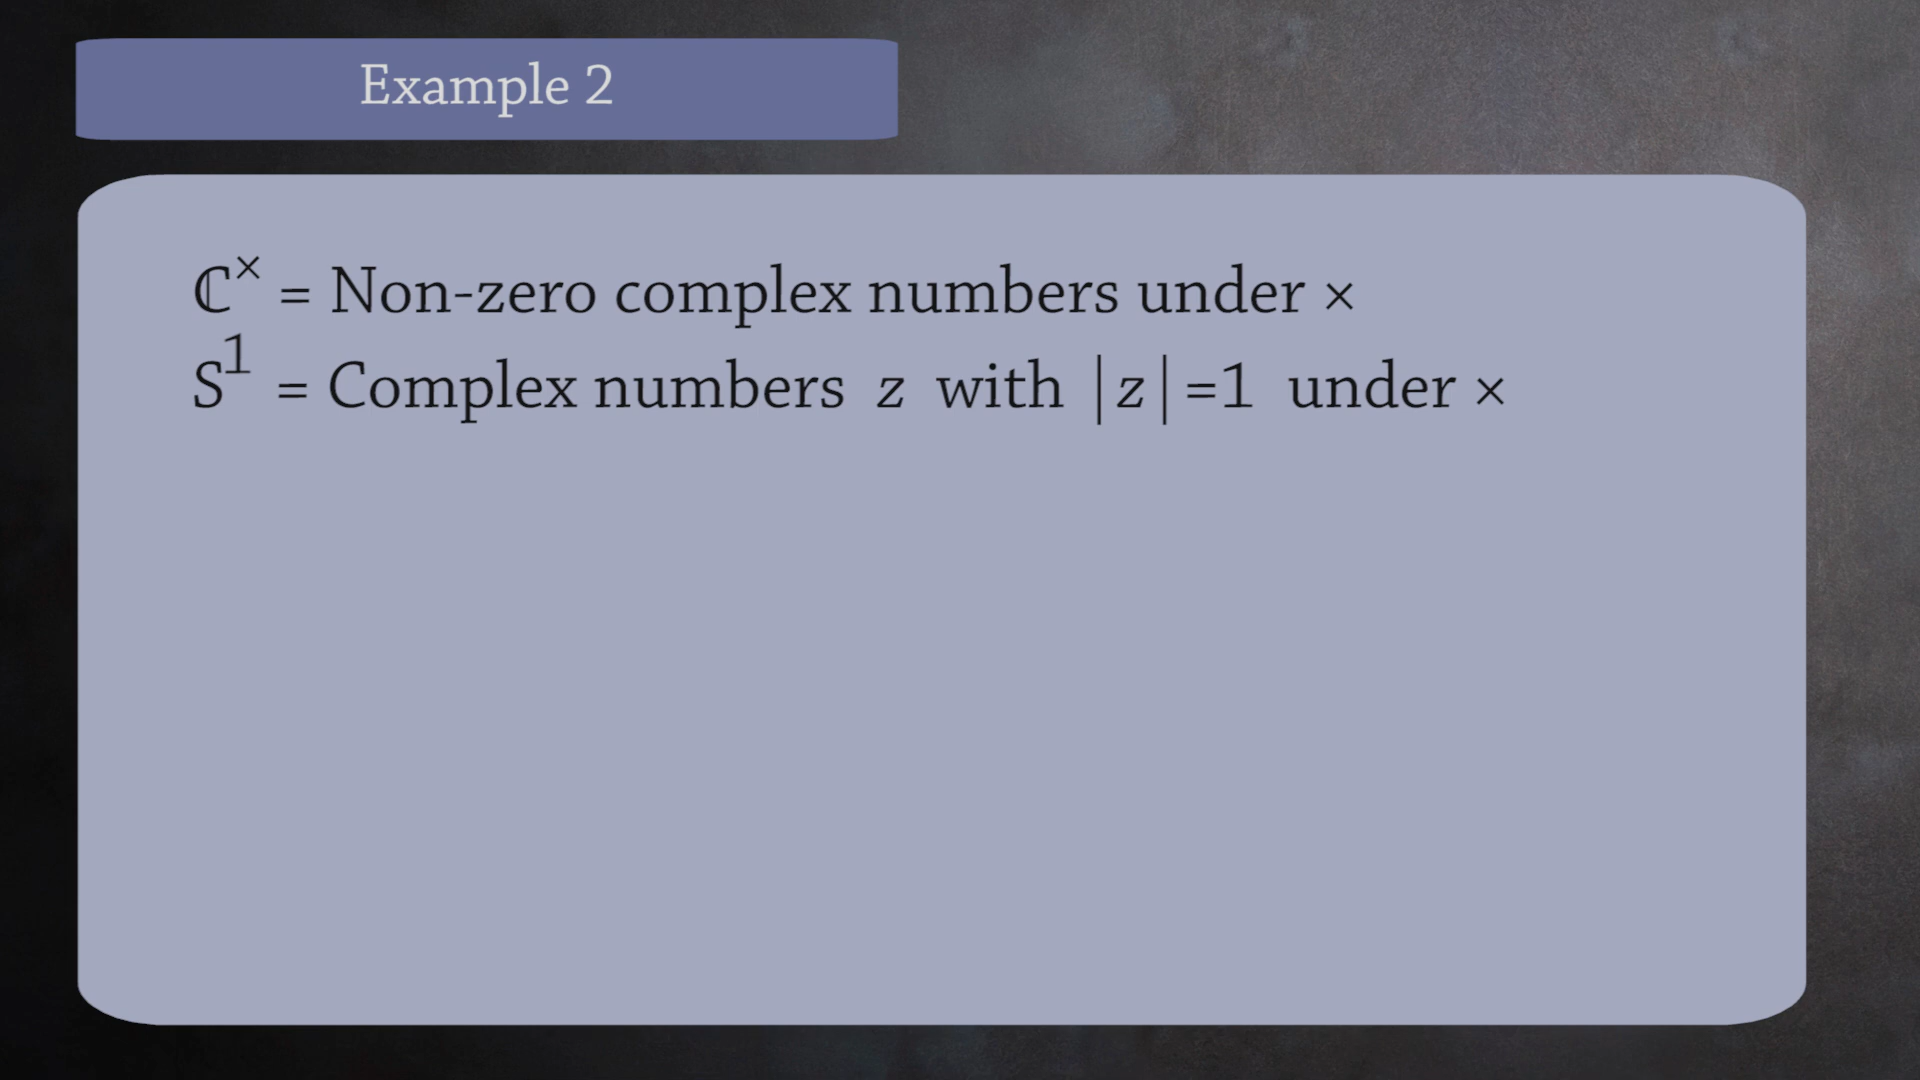 Example 2
ℂ^× = Non-zero complex numbers under ×
S^1 = Complex numbers z with |z|=1 under ×